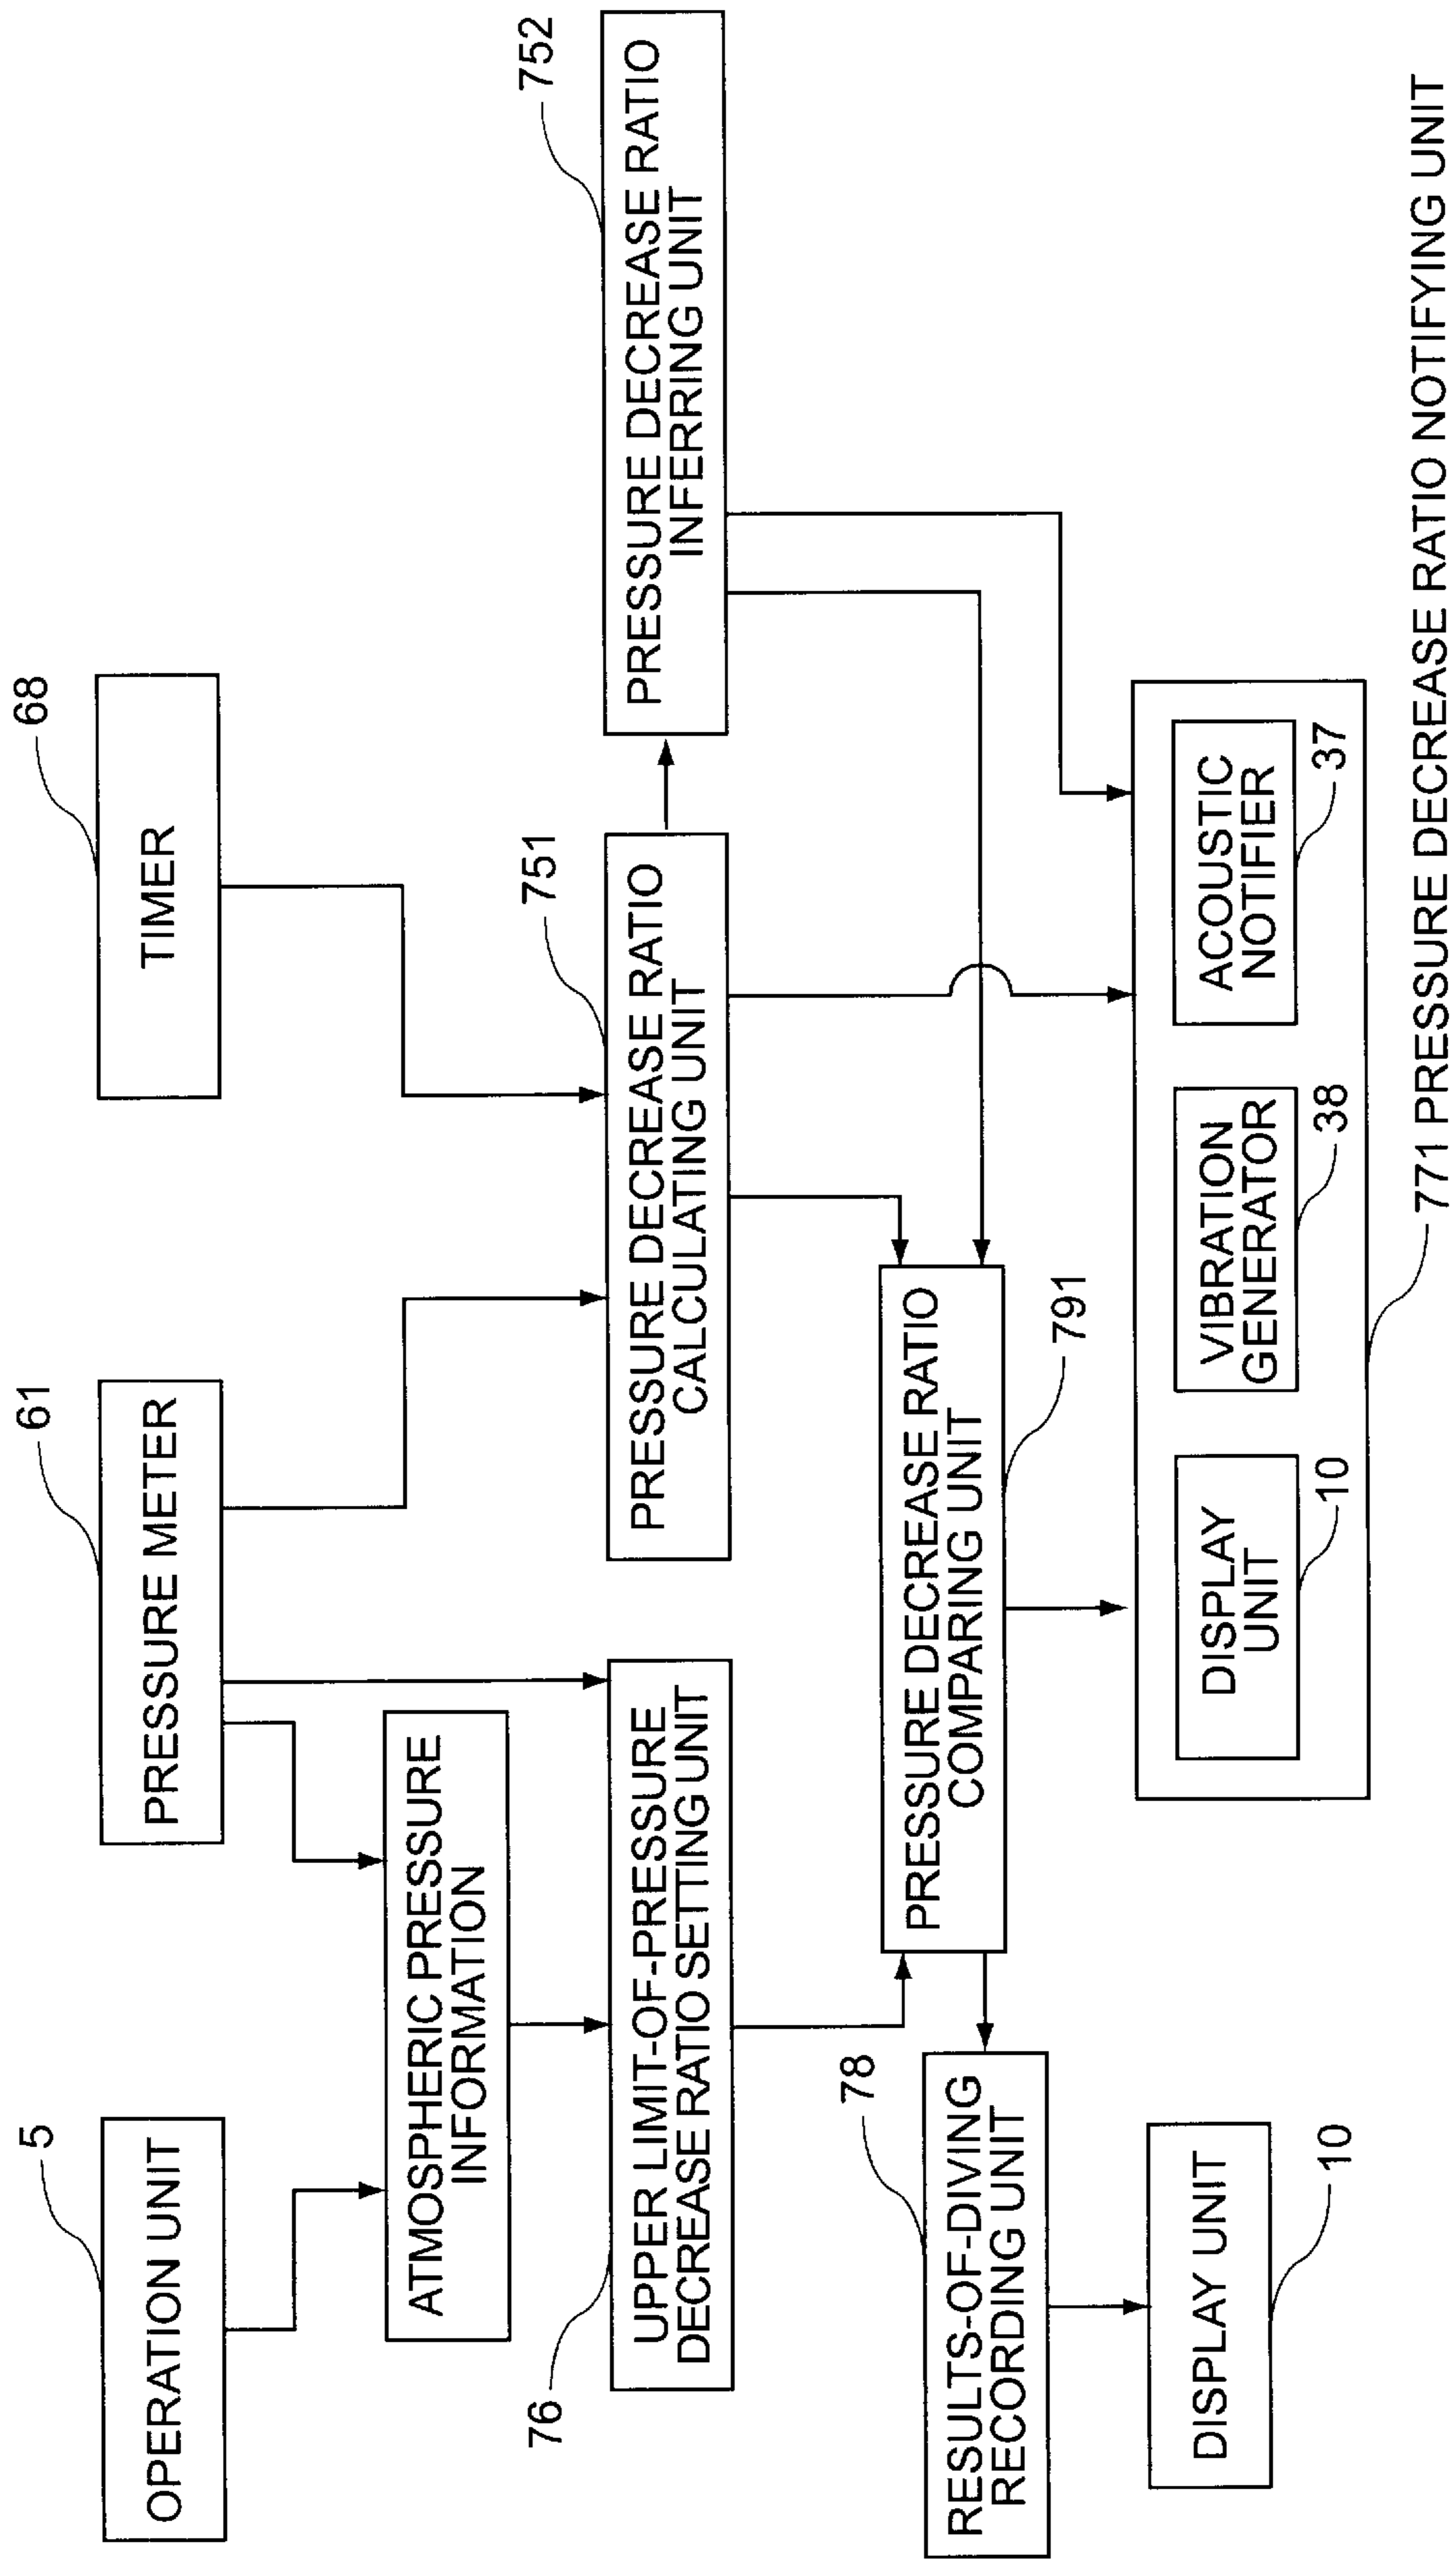 5
OPERATION UNIT
61
PRESSURE METER
68
TIMER
ATMOSPHERIC PRESSURE
INFORMATION
76
UPPER LIMIT-OF-PRESSURE
DECREASE RATIO SETTING UNIT
751
PRESSURE DECREASE RATIO
CALCULATING UNIT
752
PRESSURE DECREASE RATIO
INFERRING UNIT
78
RESULTS-OF-DIVING
RECORDING UNIT
PRESSURE DECREASE RATIO
COMPARING UNIT
791
DISPLAY UNIT
10
DISPLAY
UNIT
10
VIBRATION
GENERATOR
38
ACOUSTIC
NOTIFIER
37
771 PRESSURE DECREASE RATIO NOTIFYING UNIT